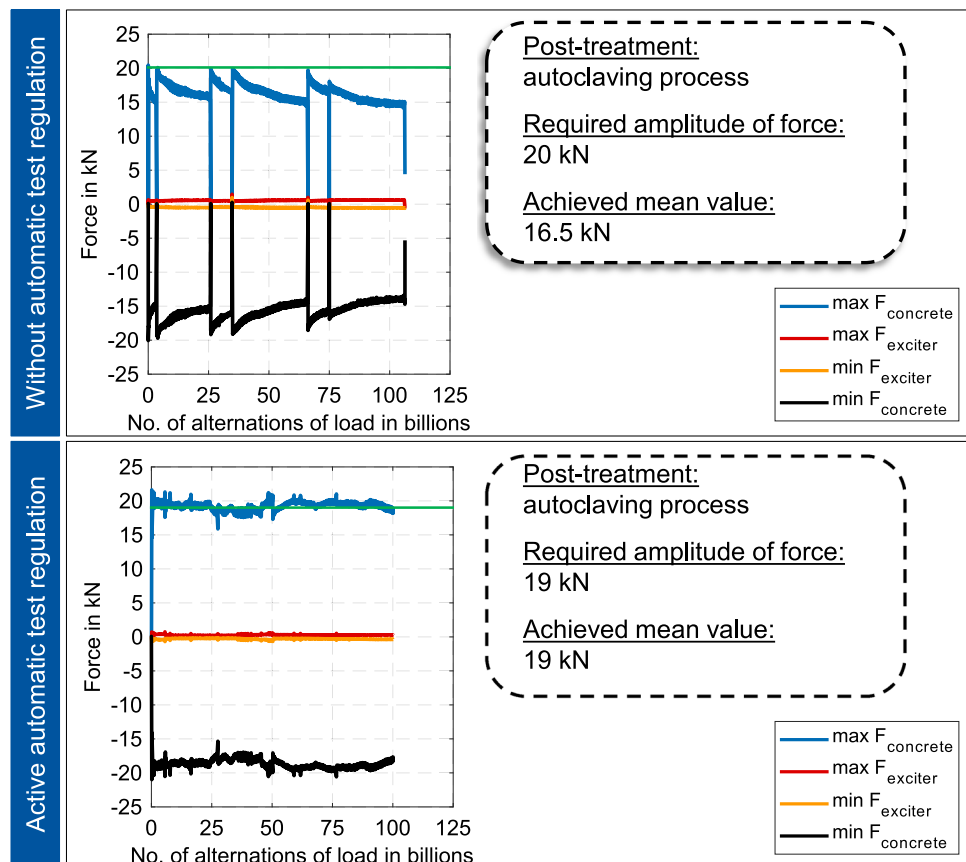 Without automatic test regulation
25
20
15
10
5
0
-5
-10
-15
-20
-25
Force in kN
0 25 50 75 100 125
No. of alternations of load in billions
Post-treatment:
autoclaving process
Required amplitude of force:
20 kN
Achieved mean value:
16.5 kN
max F concrete
max F exciter
min F exciter
min F concrete
Active automatic test regulation
25
20
15
10
5
0
-5
-10
-15
-20
-25
Force in kN
0 25 50 75 100 125
No. of alternations of load in billions
Post-treatment:
autoclaving process
Required amplitude of force:
19 kN
Achieved mean value:
19 kN
max F concrete
max F exciter
min F exciter
min F concrete